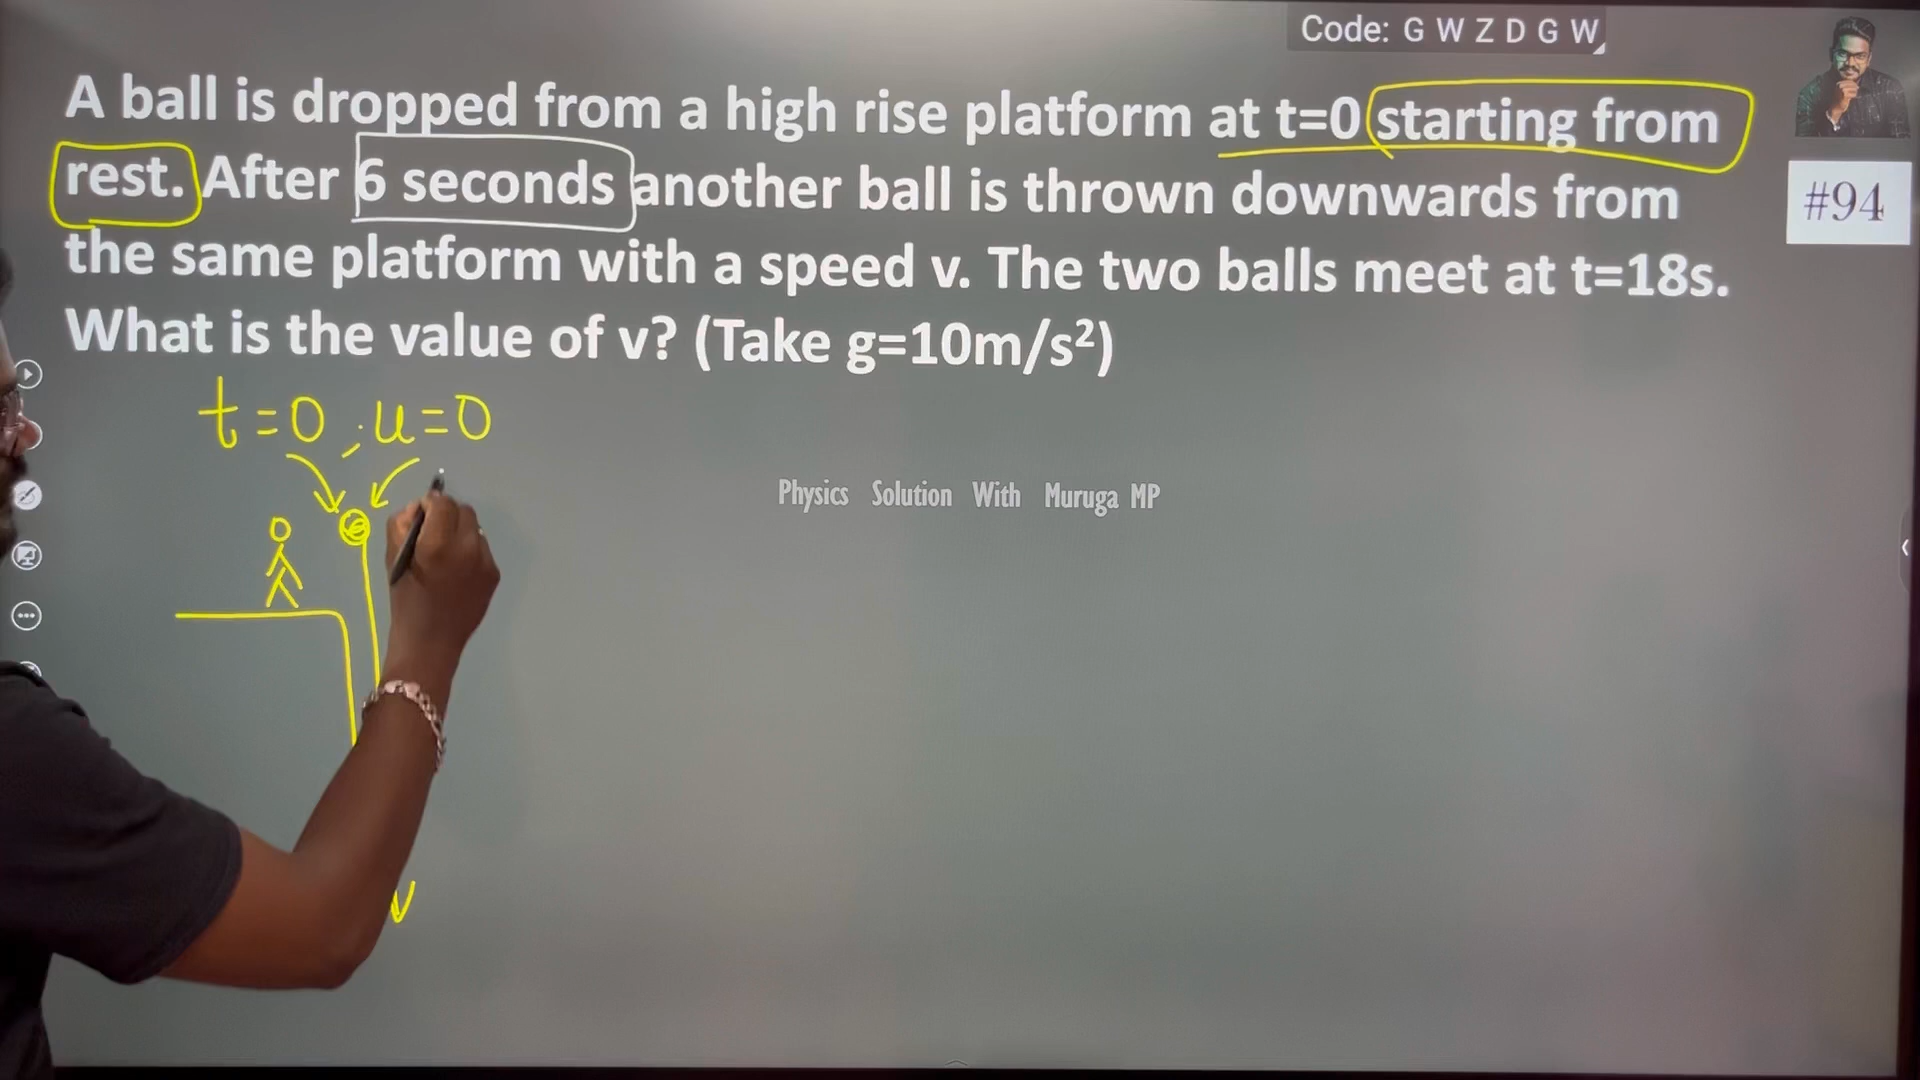 Code: G W Z D G W
A ball is dropped from a high rise platform at t=0 starting from
rest. After 6 seconds another ball is thrown downwards from
the same platform with a speed v. The two balls meet at t=18s.
What is the value of v? (Take g=10m/s²)
#94
t=0 ; u=0
Physics Solution With Muruga MP